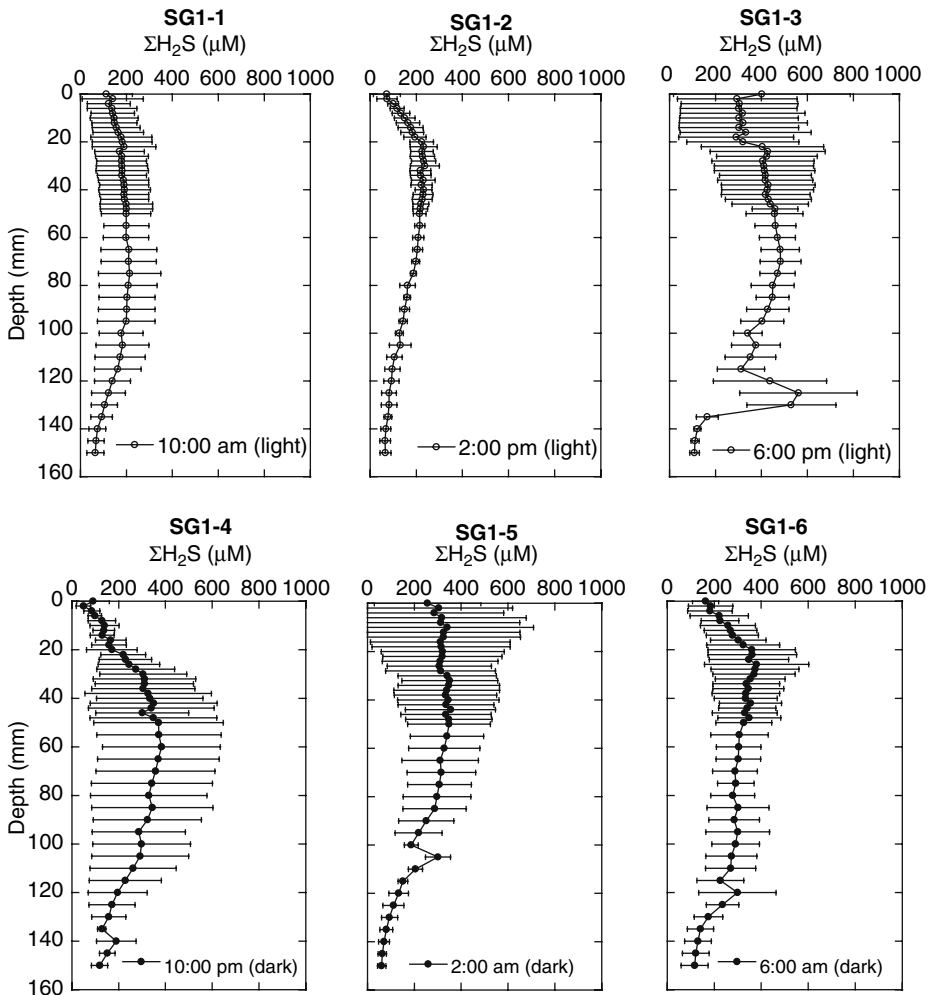 SG1-1
ΣH₂S (μM)
0 200 400 600 800 1000
SG1-2
ΣH₂S (μM)
0 200 400 600 800 1000
SG1-3
ΣH₂S (μM)
0 200 400 600 800 1000
Depth (mm)
0
20
40
60
80
100
120
140
160
10:00 am (light)
2:00 pm (light)
6:00 pm (light)
SG1-4
ΣH₂S (μM)
0 200 400 600 800 1000
SG1-5
ΣH₂S (μM)
0 200 400 600 800 1000
SG1-6
ΣH₂S (μM)
0 200 400 600 800 1000
Depth (mm)
0
20
40
60
80
100
120
140
160
10:00 pm (dark)
2:00 am (dark)
6:00 am (dark)